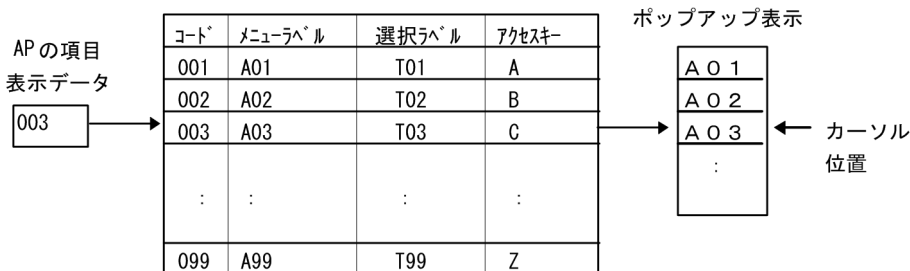 ポップアップ表示
APの項目
表示データ
003
ｺｰﾄﾞ ﾒﾆｭｰﾗﾍﾞﾙ 選択ﾗﾍﾞﾙ ｱｸｾｽｷｰ
001 A01 T01 A
002 A02 T02 B
003 A03 T03 C
: : : :
099 A99 T99 Z
Ａ０１
Ａ０２
Ａ０３
:
カーソル
位置